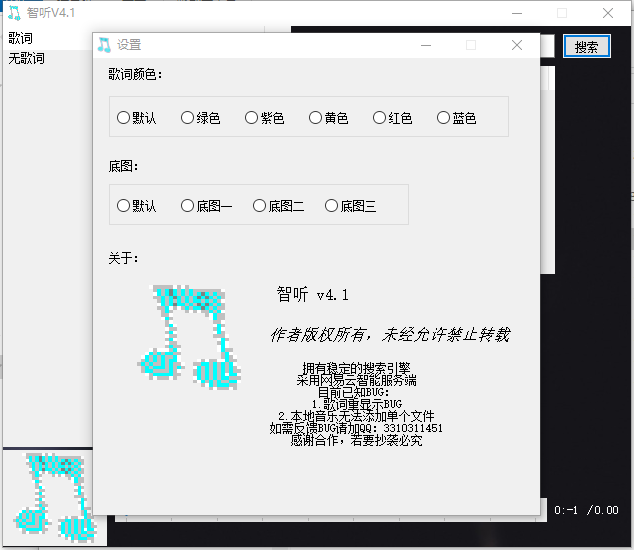 智听V4.1
歌词
无歌词
搜索
设置
歌词颜色:
默认 绿色 紫色 黄色 红色 蓝色
底图:
默认 底图一 底图二 底图三
关于:
智听 v4.1
作者版权所有，未经允许禁止转载
拥有稳定的搜索引擎
采用网易云智能服务端
目前已知BUG:
1.歌词重显示BUG
2.本地音乐无法添加单个文件
如需反馈BUG请加QQ: 3310311451
感谢合作，若要抄袭必究
0:-1 /0.00